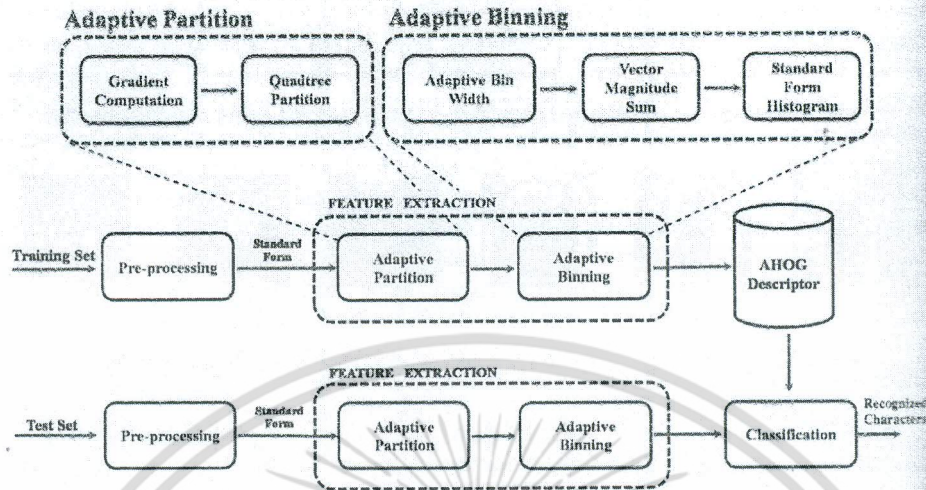 Adaptive Partition
Adaptive Binning
Gradient
Computation
Quadtree
Partition
Adaptive Bin
Width
Vector
Magnitude
Sum
Standard
Form
Histogram
FEATURE EXTRACTION
Training Set
Pre-processing
Standard
Form
Adaptive
Partition
Adaptive
Binning
AHOG
Descriptor
FEATURE EXTRACTION
Test Set
Pre-processing
Standard
Form
Adaptive
Partition
Adaptive
Binning
Classification
Recognized
Characters